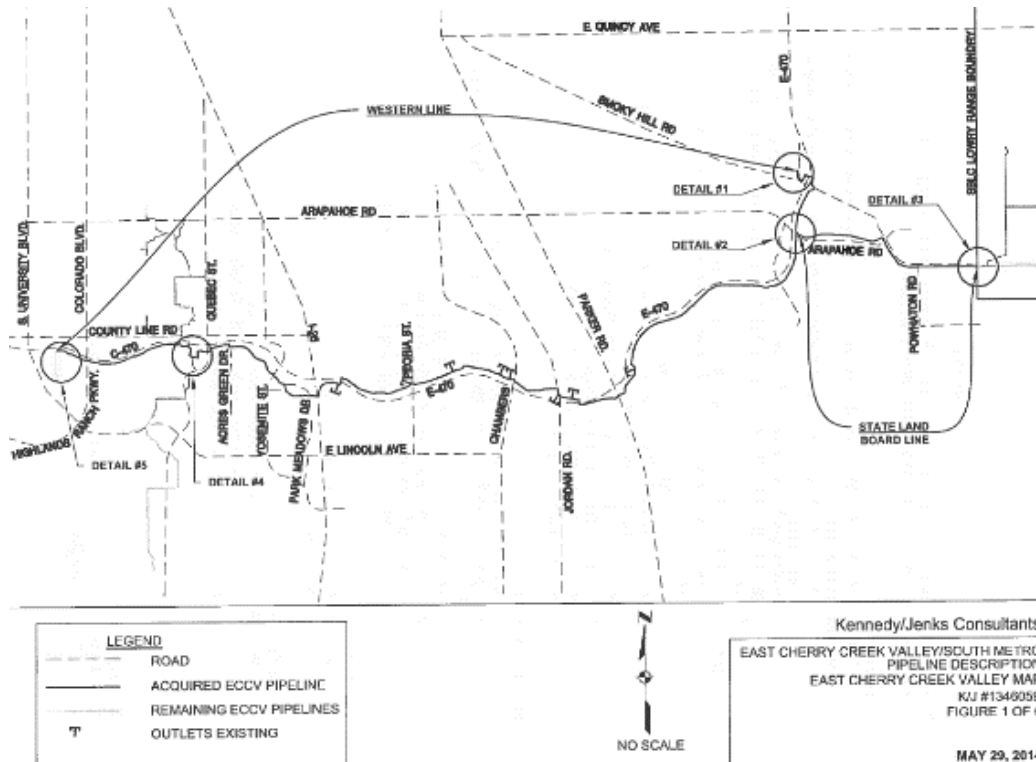 E. QUINCY AVE
E-470
SBLC LOWRY RANGE BOUNDRY
WESTERN LINE
SMOKY HILL RD
DETAIL #1
DETAIL #3
ARAPAHOE RD
DETAIL #2
ARAPAHOE RD
S. UNIVERSITY BLVD.
COLORADO BLVD.
QUEBEC ST.
POWHATON RD
PARKER RD.
E-470
COUNTY LINE RD
I-25
C-470
PEORIA ST.
E-470
ACRES GREEN DR.
YOSEMITE ST.
CHAMBERS
HIGHLANDS RANCH PKWY.
PARK MEADOWS DR
STATE LAND
BOARD LINE
E LINCOLN AVE
DETAIL #5
DETAIL #4
JORDAN RD.
LEGEND
ROAD
ACQUIRED ECCV PIPELINE
REMAINING ECCV PIPELINES
T OUTLETS EXISTING
N
NO SCALE
Kennedy/Jenks Consultants
EAST CHERRY CREEK VALLEY/SOUTH METRO
PIPELINE DESCRIPTION
EAST CHERRY CREEK VALLEY MAP
K/J #1346059
FIGURE 1 OF
MAY 29, 2014